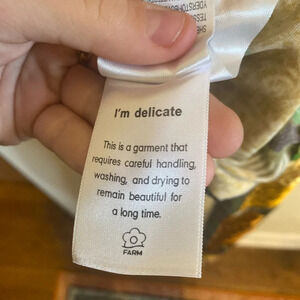 I'm delicate
This is a garment that
requires careful handling,
washing, and drying to
remain beautiful for
a long time.
FARM